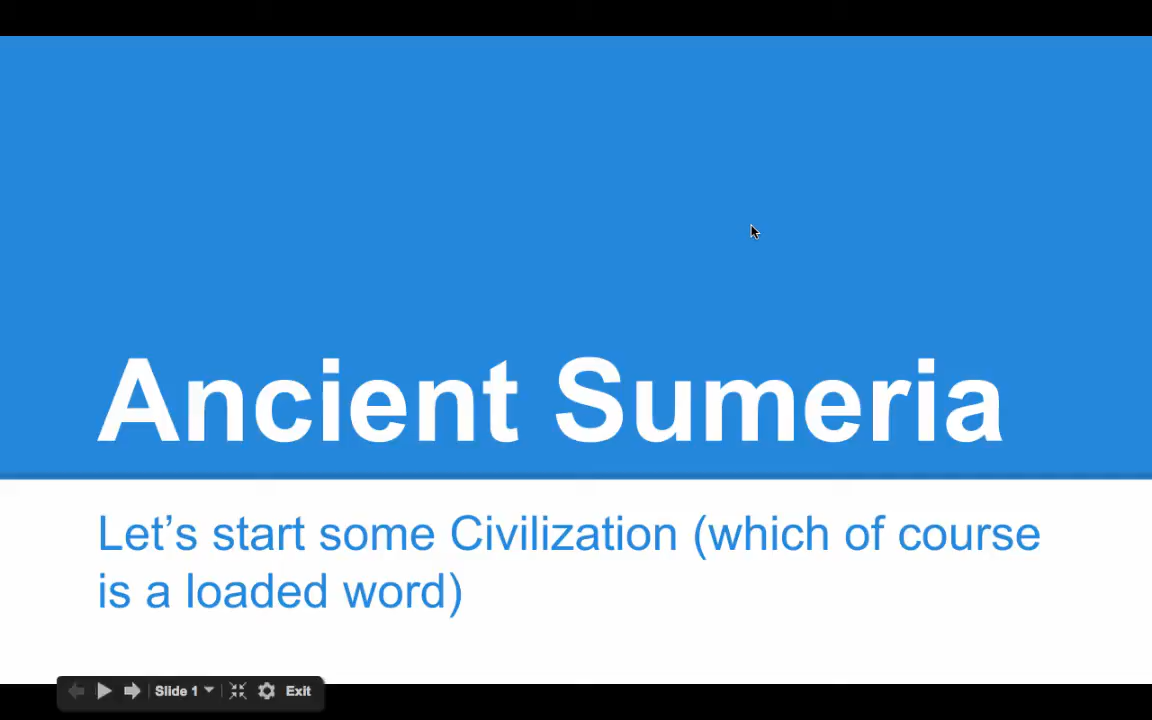 Ancient Sumeria
Let’s start some Civilization (which of course
is a loaded word)
Slide 1
Exit